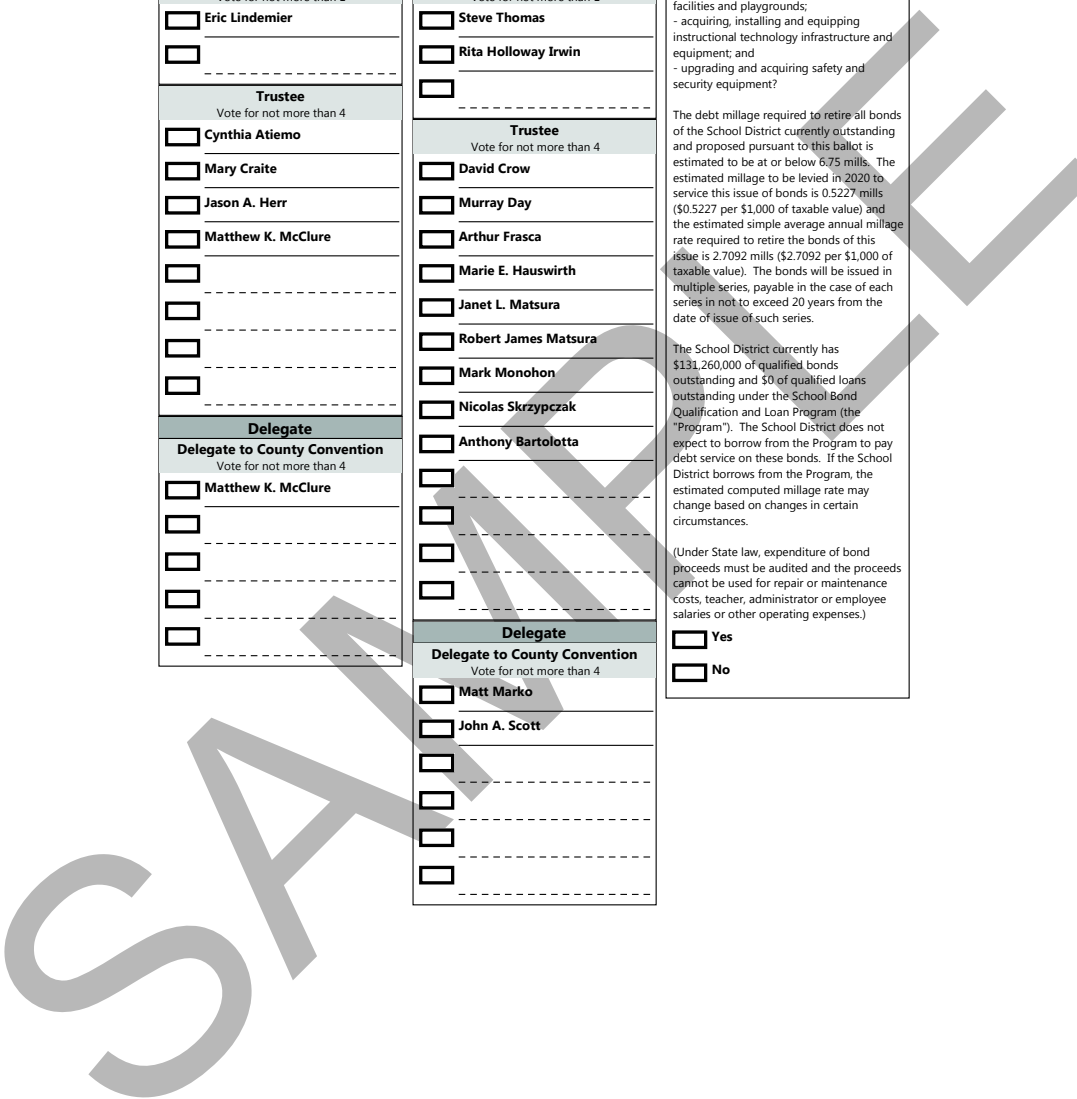 Vote for not more than 1
Eric Lindemier
Trustee
Vote for not more than 4
Cynthia Atiemo
Mary Craite
Jason A. Herr
Matthew K. McClure
Delegate
Delegate to County Convention
Vote for not more than 4
Matthew K. McClure
Vote for not more than 1
Steve Thomas
Rita Holloway Irwin
Trustee
Vote for not more than 4
David Crow
Murray Day
Arthur Frasca
Marie E. Hauswirth
Janet L. Matsura
Robert James Matsura
Mark Monohon
Nicolas Skrzypczak
Anthony Bartolotta
Delegate
Delegate to County Convention
Vote for not more than 4
Matt Marko
John A. Scott
facilities and playgrounds;
- acquiring, installing and equipping
instructional technology infrastructure and
equipment; and
- upgrading and acquiring safety and
security equipment?
The debt millage required to retire all bonds
of the School District currently outstanding
and proposed pursuant to this ballot is
estimated to be at or below 6.75 mills. The
estimated millage to be levied in 2020 to
service this issue of bonds is 0.5227 mills
($0.5227 per $1,000 of taxable value) and
the estimated simple average annual millage
rate required to retire the bonds of this
issue is 2.7092 mills ($2.7092 per $1,000 of
taxable value). The bonds will be issued in
multiple series, payable in the case of each
series in not to exceed 20 years from the
date of issue of such series.
The School District currently has
$131,260,000 of qualified bonds
outstanding and $0 of qualified loans
outstanding under the School Bond
Qualification and Loan Program (the
"Program"). The School District does not
expect to borrow from the Program to pay
debt service on these bonds. If the School
District borrows from the Program, the
estimated computed millage rate may
change based on changes in certain
circumstances.
(Under State law, expenditure of bond
proceeds must be audited and the proceeds
cannot be used for repair or maintenance
costs, teacher, administrator or employee
salaries or other operating expenses.)
Yes
No
SAMPLE